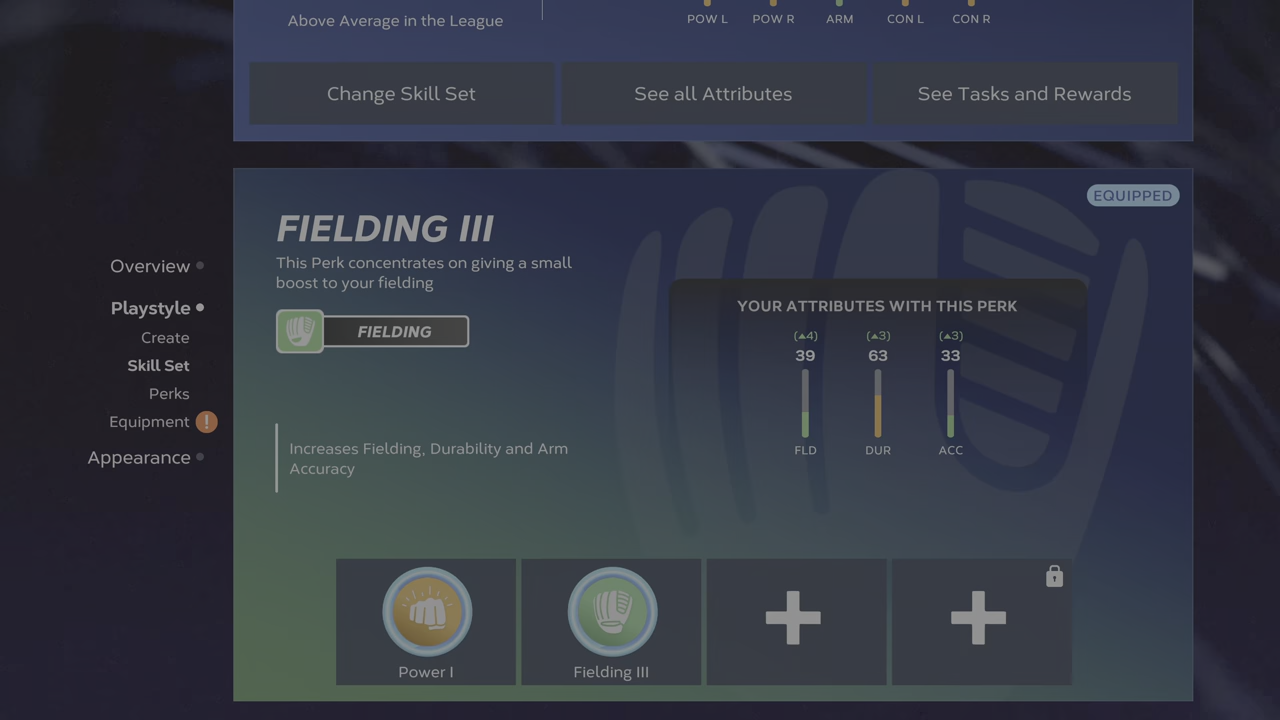 Above Average in the League
POW L POW R ARM CON L CON R
Change Skill Set
See all Attributes
See Tasks and Rewards
EQUIPPED
FIELDING III
This Perk concentrates on giving a small
boost to your fielding
FIELDING
YOUR ATTRIBUTES WITH THIS PERK
(▲4) (▲3) (▲3)
39 63 33
FLD DUR ACC
Increases Fielding, Durability and Arm
Accuracy
Overview
Playstyle
Create
Skill Set
Perks
Equipment !
Appearance
Power I
Fielding III